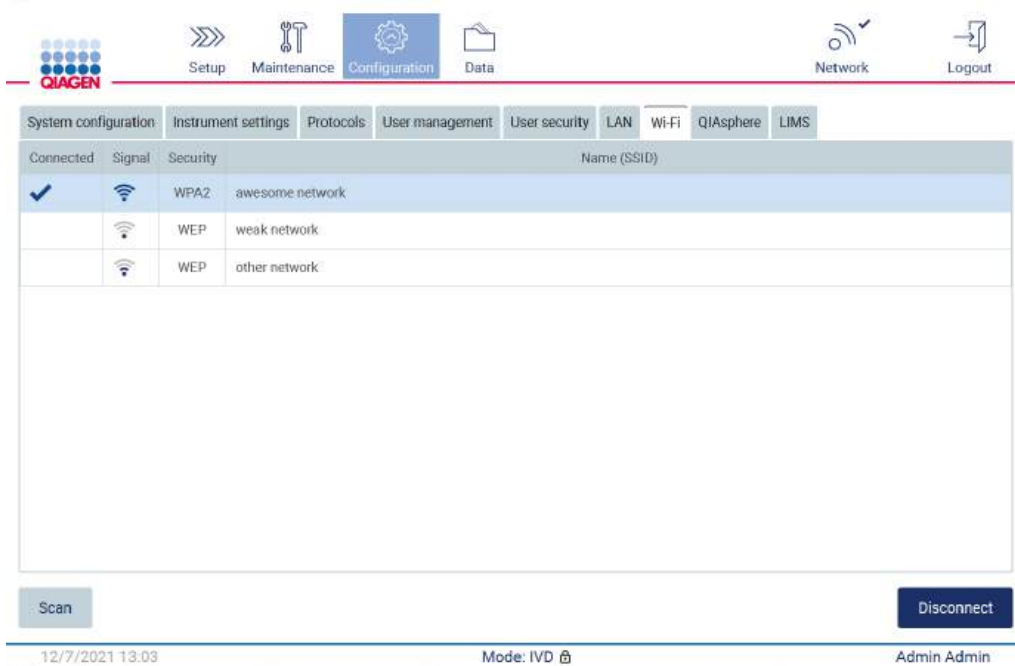 QIAGEN
Setup Maintenance Configuration Data Network Logout
System configuration Instrument settings Protocols User management User security LAN Wi-Fi QIAsphere LIMS
Connected Signal Security Name (SSID)
WPA2 awesome network
WEP weak network
WEP other network
Scan Disconnect
12/7/2021 13:03 Mode: IVD Admin Admin